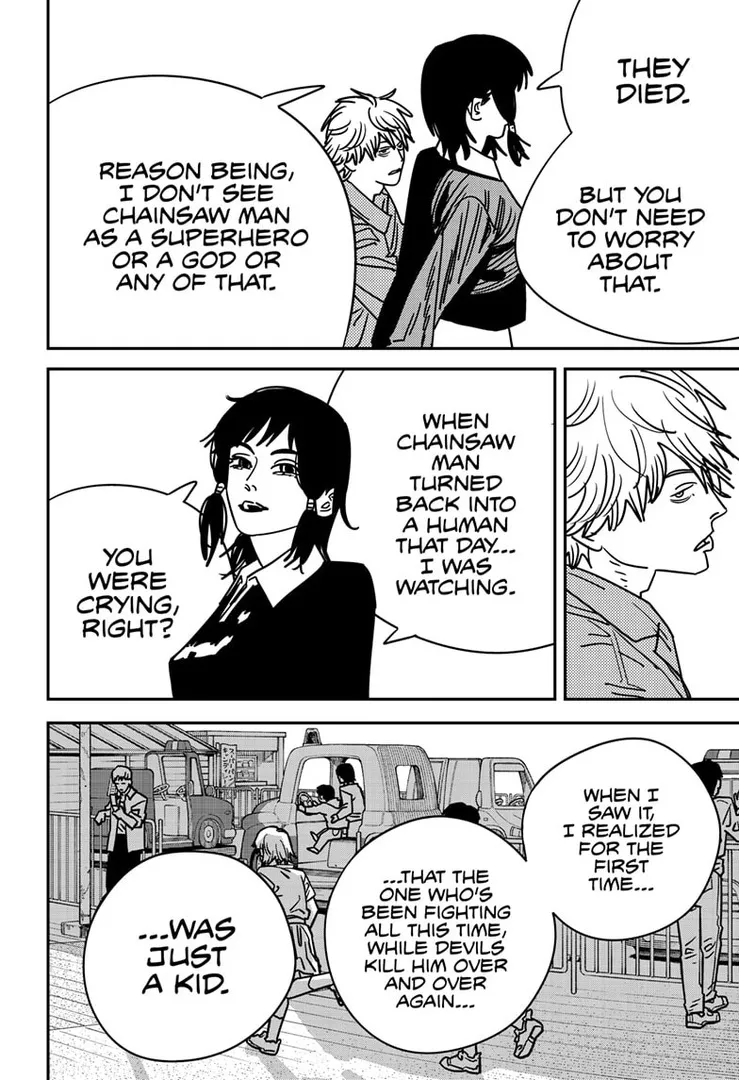 THEY
DIED.
BUT YOU
DON'T NEED
TO WORRY
ABOUT
THAT.
REASON BEING,
I DON'T SEE
CHAINSAW MAN
AS A SUPERHERO
OR A GOD OR
ANY OF THAT.
WHEN
CHAINSAW
MAN
TURNED
BACK INTO
A HUMAN
THAT DAY...
I WAS
WATCHING.
YOU
WERE
CRYING,
RIGHT?
WHEN I
SAW IT,
I REALIZED
FOR THE
FIRST
TIME...
...THAT THE
ONE WHO'S
BEEN FIGHTING
ALL THIS TIME,
WHILE DEVILS
KILL HIM OVER
AND OVER
AGAIN...
...WAS
JUST
A KID.